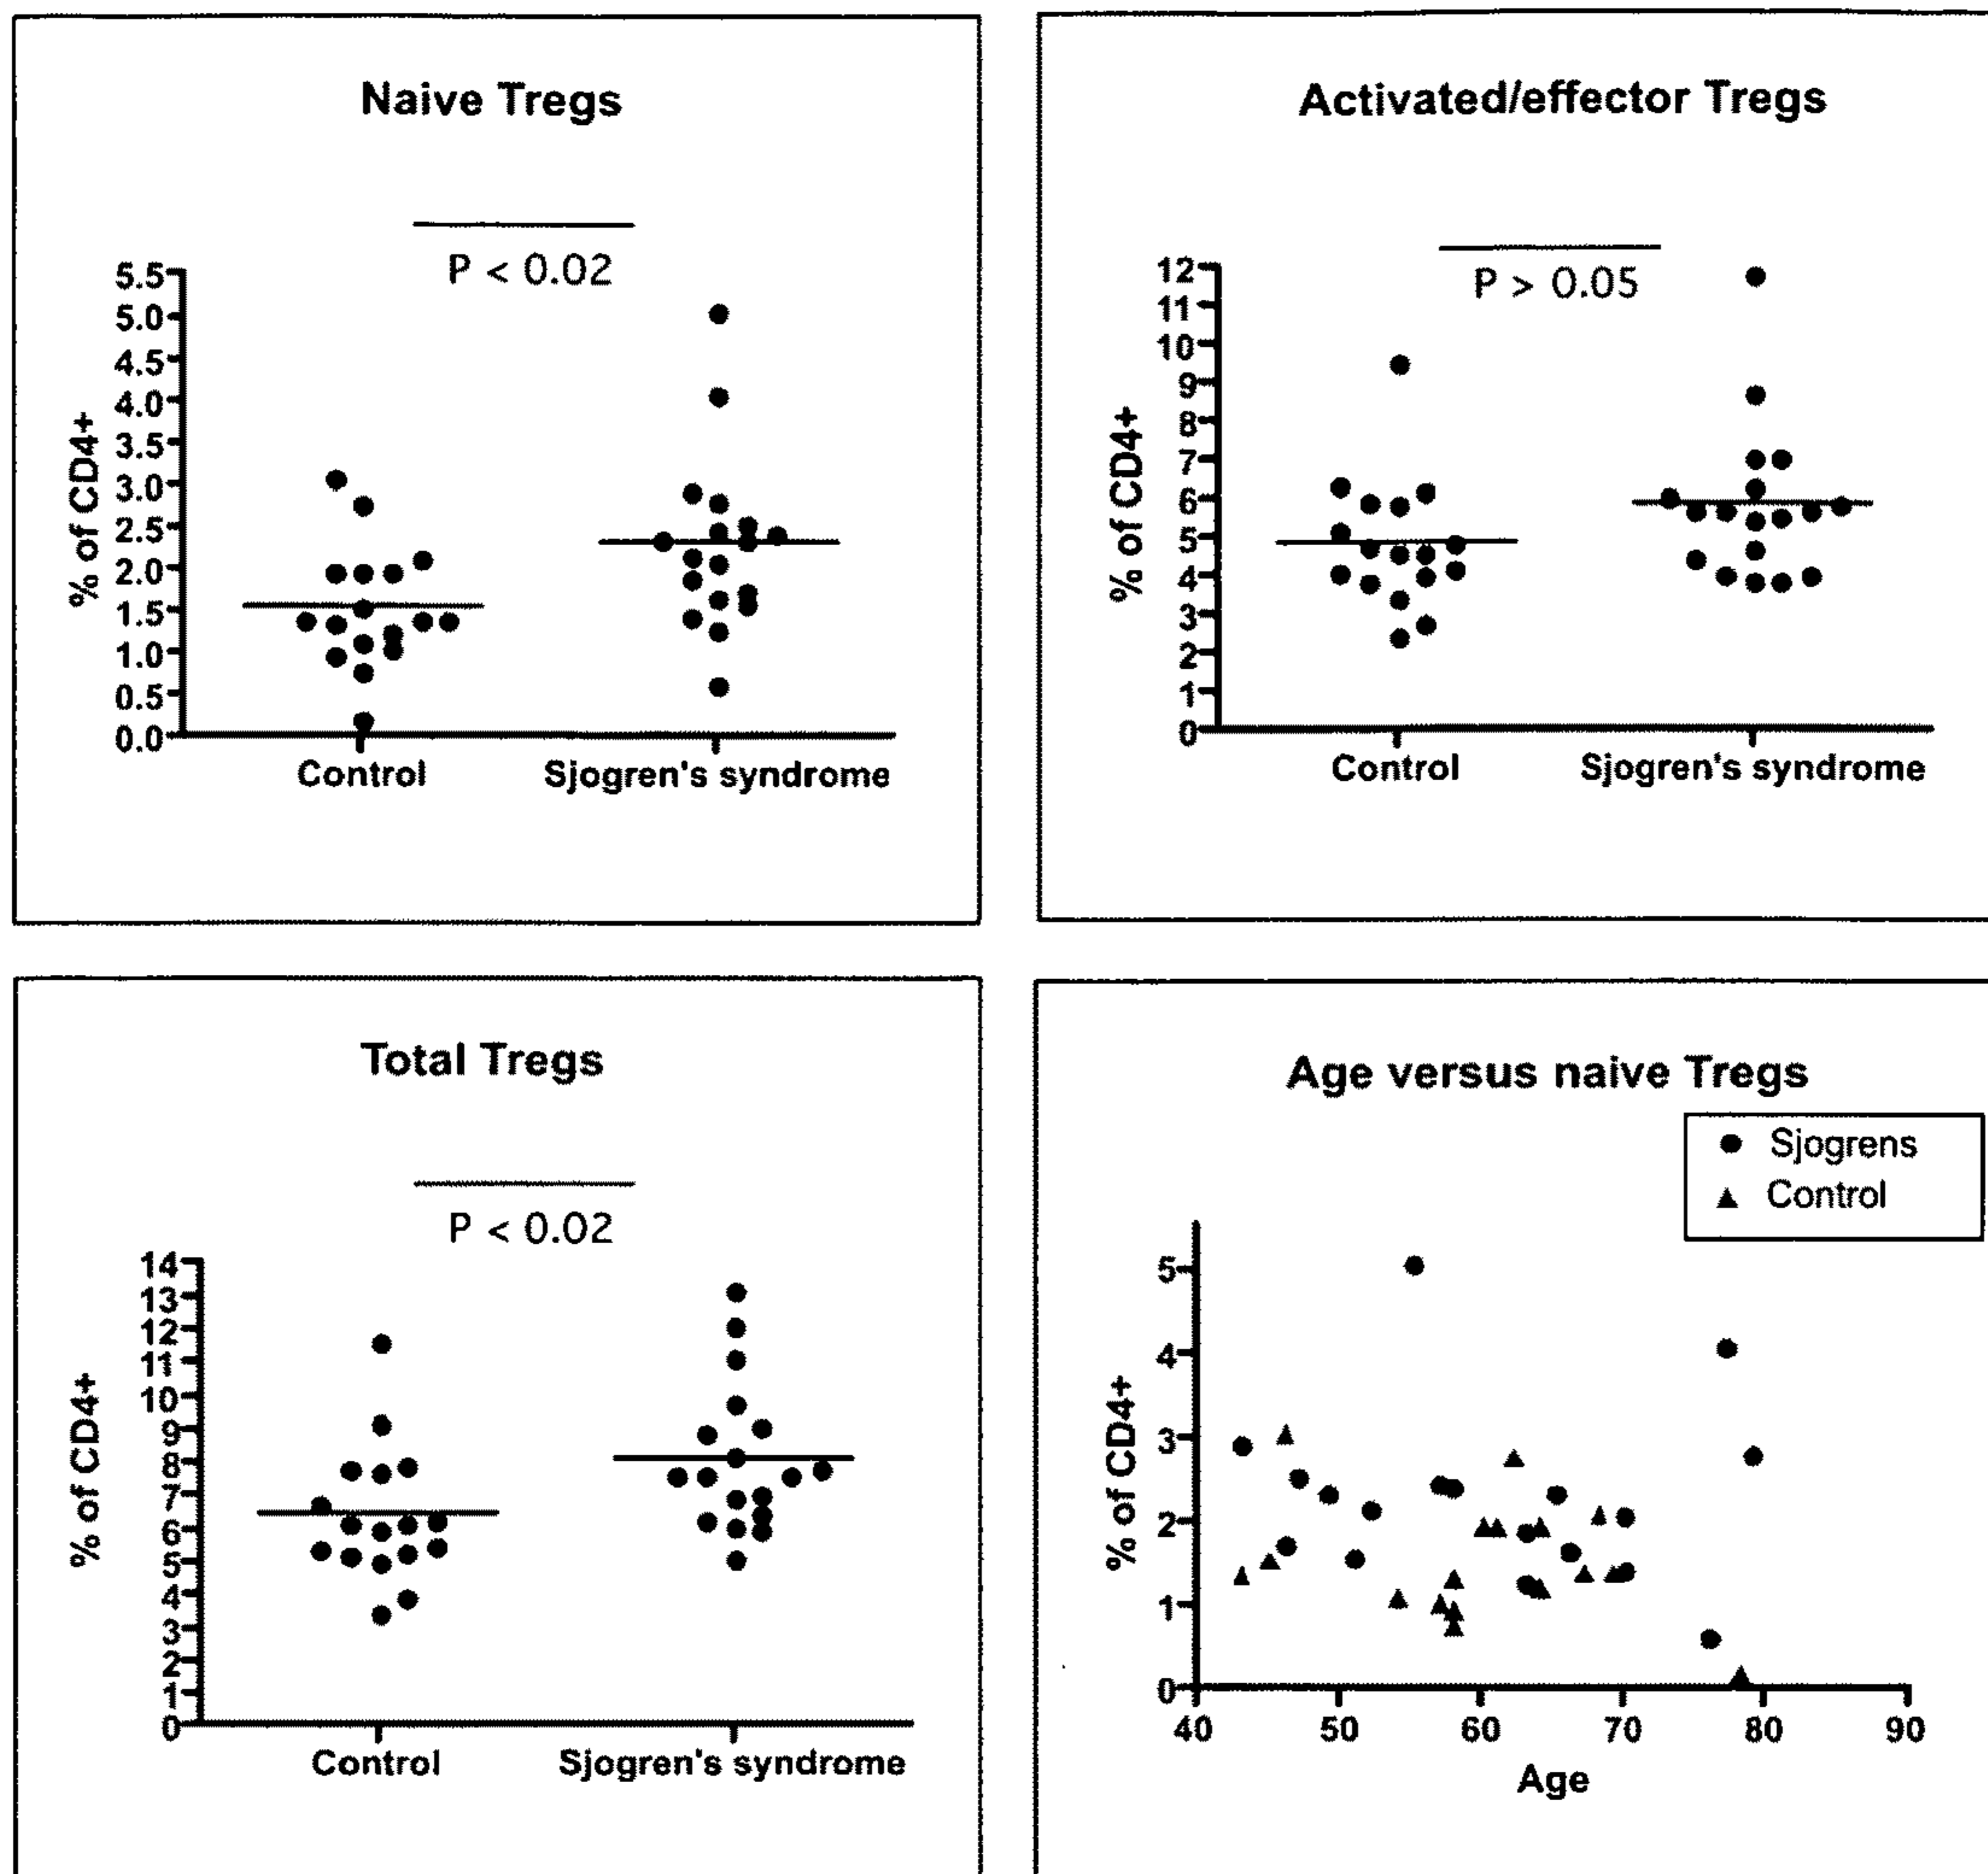 Naive Tregs
P < 0.02
5.5
5.0
4.5
4.0
3.5
3.0
2.5
2.0
1.5
1.0
0.5
0.0
% of CD4+
Control
Sjogren's syndrome
Activated/effector Tregs
P > 0.05
12
11
10
9
8
7
6
5
4
3
2
1
0
% of CD4+
Control
Sjogren's syndrome
Total Tregs
P < 0.02
14
13
12
11
10
9
8
7
6
5
4
3
2
1
0
% of CD4+
Control
Sjogren's syndrome
Age versus naive Tregs
Sjogrens
Control
5
4
3
2
1
0
% of CD4+
40 50 60 70 80 90
Age